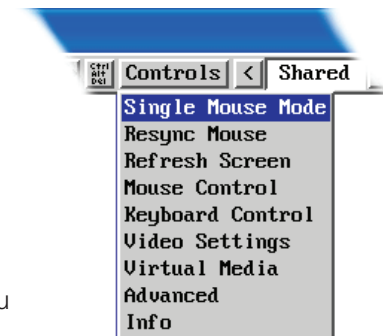 Ctrl Alt Del Controls < Shared
Single Mouse Mode
Resync Mouse
Refresh Screen
Mouse Control
Keyboard Control
Video Settings
Virtual Media
u Advanced
Info